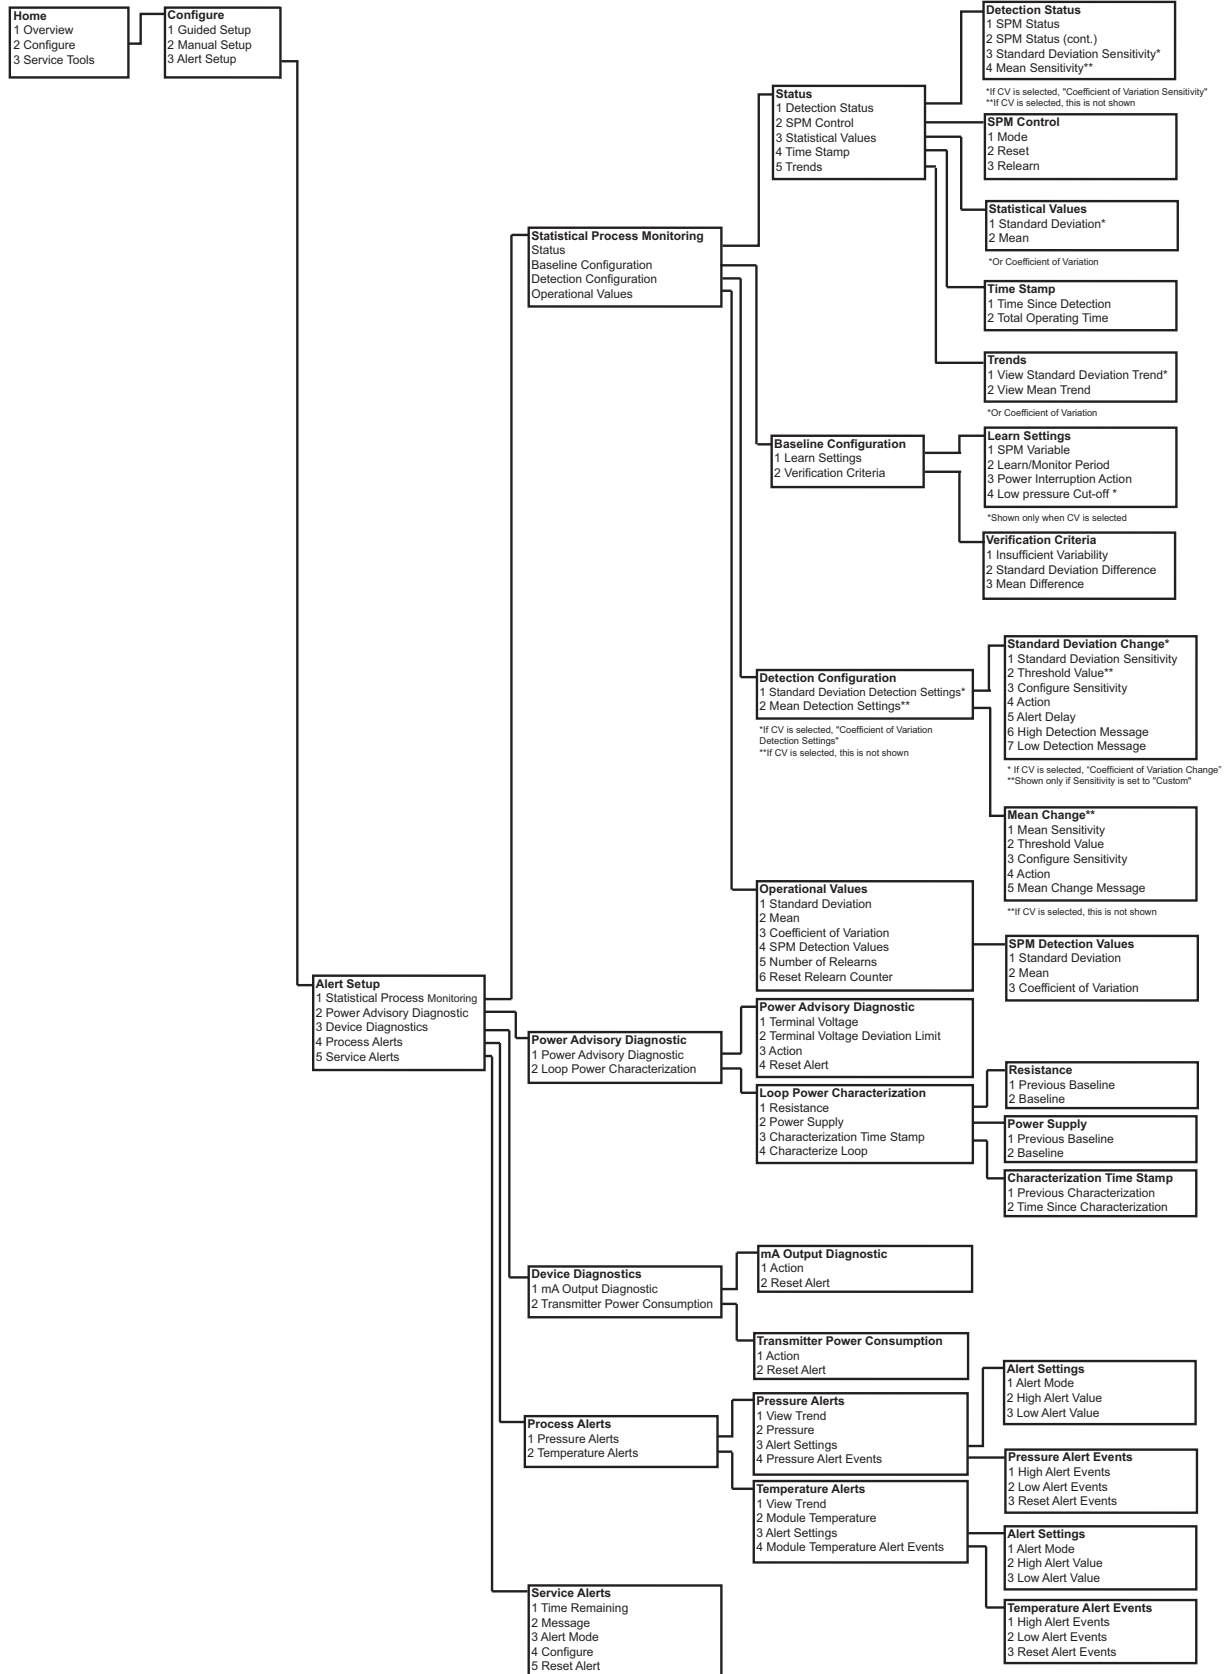 Home
1 Overview
2 Configure
3 Service Tools
Configure
1 Guided Setup
2 Manual Setup
3 Alert Setup
Alert Setup
1 Statistical Process Monitoring
2 Power Advisory Diagnostic
3 Device Diagnostics
4 Process Alerts
5 Service Alerts
Statistical Process Monitoring
Status
Baseline Configuration
Detection Configuration
Operational Values
Status
1 Detection Status
2 SPM Control
3 Statistical Values
4 Time Stamp
5 Trends
Detection Status
1 SPM Status
2 SPM Status (cont.)
3 Standard Deviation Sensitivity*
4 Mean Sensitivity**
*If CV is selected, "Coefficient of Variation Sensitivity"
**If CV is selected, this is not shown
SPM Control
1 Mode
2 Reset
3 Relearn
Statistical Values
1 Standard Deviation*
2 Mean
*Or Coefficient of Variation
Time Stamp
1 Time Since Detection
2 Total Operating Time
Trends
1 View Standard Deviation Trend*
2 View Mean Trend
*Or Coefficient of Variation
Baseline Configuration
1 Learn Settings
2 Verification Criteria
Learn Settings
1 SPM Variable
2 Learn/Monitor Period
3 Power Interruption Action
4 Low pressure Cut-off *
*Shown only when CV is selected
Verification Criteria
1 Insufficient Variability
2 Standard Deviation Difference
3 Mean Difference
Detection Configuration
1 Standard Deviation Detection Settings*
2 Mean Detection Settings**
*If CV is selected, "Coefficient of Variation
Detection Settings"
**If CV is selected, this is not shown
Standard Deviation Change*
1 Standard Deviation Sensitivity
2 Threshold Value**
3 Configure Sensitivity
4 Action
5 Alert Delay
6 High Detection Message
7 Low Detection Message
* If CV is selected, "Coefficient of Variation Change"
**Shown only if Sensitivity is set to "Custom"
Mean Change**
1 Mean Sensitivity
2 Threshold Value
3 Configure Sensitivity
4 Action
5 Mean Change Message
**If CV is selected, this is not shown
Operational Values
1 Standard Deviation
2 Mean
3 Coefficient of Variation
4 SPM Detection Values
5 Number of Relearns
6 Reset Relearn Counter
SPM Detection Values
1 Standard Deviation
2 Mean
3 Coefficient of Variation
Power Advisory Diagnostic
1 Power Advisory Diagnostic
2 Loop Power Characterization
Power Advisory Diagnostic
1 Terminal Voltage
2 Terminal Voltage Deviation Limit
3 Action
4 Reset Alert
Loop Power Characterization
1 Resistance
2 Power Supply
3 Characterization Time Stamp
4 Characterize Loop
Resistance
1 Previous Baseline
2 Baseline
Power Supply
1 Previous Baseline
2 Baseline
Characterization Time Stamp
1 Previous Characterization
2 Time Since Characterization
Device Diagnostics
1 mA Output Diagnostic
2 Transmitter Power Consumption
mA Output Diagnostic
1 Action
2 Reset Alert
Transmitter Power Consumption
1 Action
2 Reset Alert
Process Alerts
1 Pressure Alerts
2 Temperature Alerts
Pressure Alerts
1 View Trend
2 Pressure
3 Alert Settings
4 Pressure Alert Events
Alert Settings
1 Alert Mode
2 High Alert Value
3 Low Alert Value
Pressure Alert Events
1 High Alert Events
2 Low Alert Events
3 Reset Alert Events
Temperature Alerts
1 View Trend
2 Module Temperature
3 Alert Settings
4 Module Temperature Alert Events
Alert Settings
1 Alert Mode
2 High Alert Value
3 Low Alert Value
Temperature Alert Events
1 High Alert Events
2 Low Alert Events
3 Reset Alert Events
Service Alerts
1 Time Remaining
2 Message
3 Alert Mode
4 Configure
5 Reset Alert